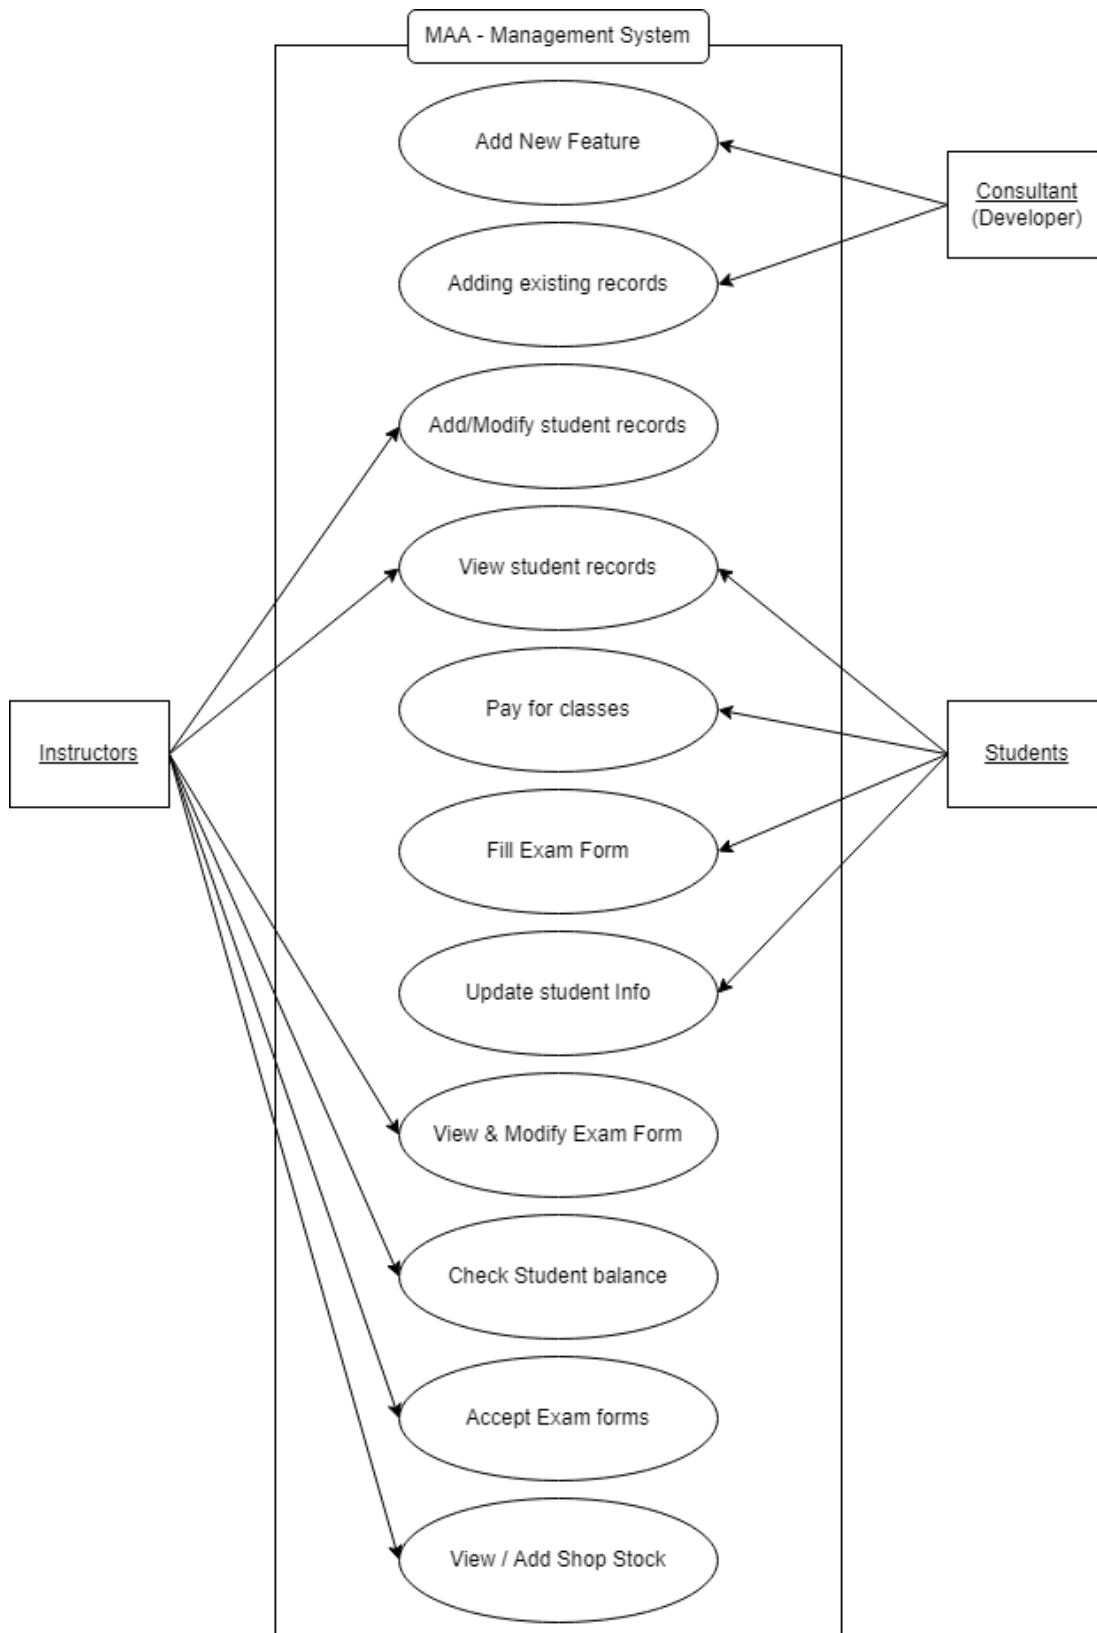 MAA - Management System
Add New Feature
Consultant
(Developer)
Adding existing records
Add/Modify student records
View student records
Pay for classes
Instructors
Students
Fill Exam Form
Update student Info
View & Modify Exam Form
Check Student balance
Accept Exam forms
View / Add Shop Stock